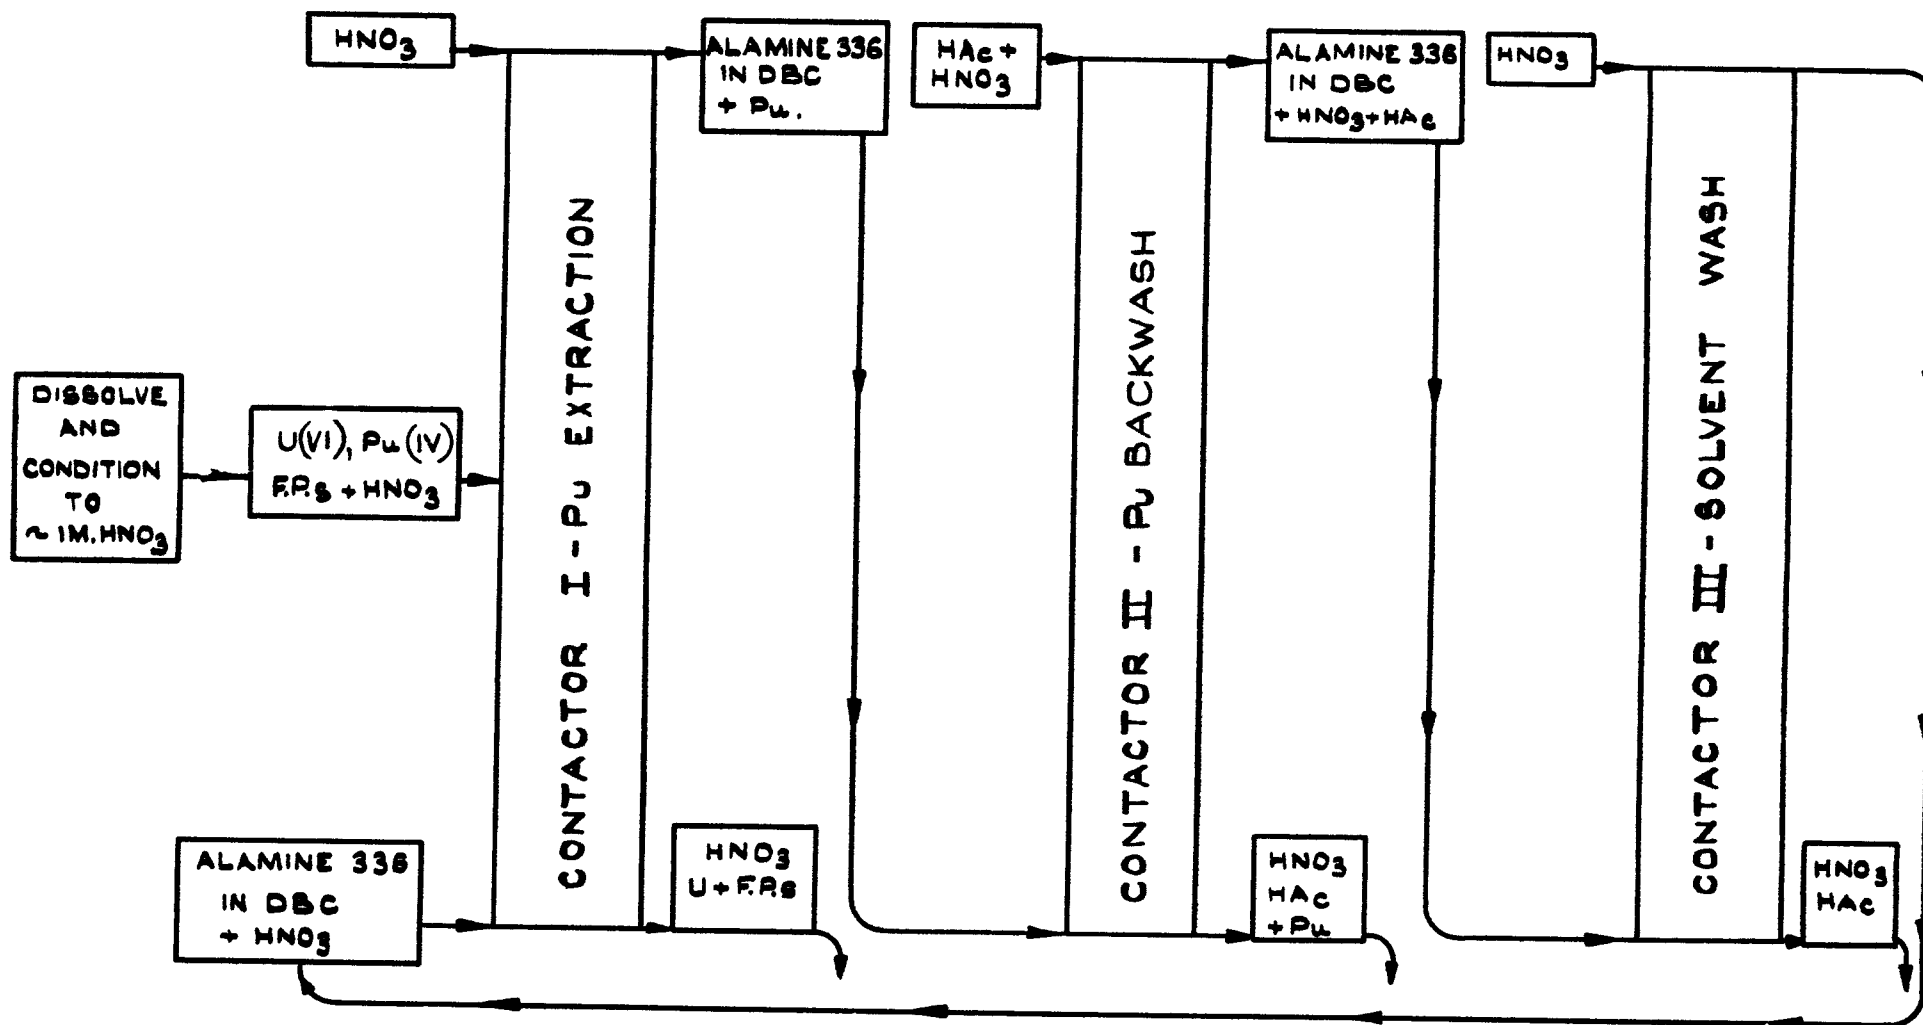 HNO3
ALAMINE 336
IN DBC
+ Pu.
HAc +
HNO3
ALAMINE 336
IN DBC
+ HNO3 + HAc
HNO3
DISSOLVE
AND
CONDITION
TO
~ 1M. HNO3
U(VI), Pu (IV)
F.P.s + HNO3
CONTACTOR I - Pu EXTRACTION
CONTACTOR II - Pu BACKWASH
CONTACTOR III - SOLVENT WASH
ALAMINE 336
IN DBC
+ HNO3
HNO3
U + F.P.s
HNO3
HAc
+ Pu
HNO3
HAc